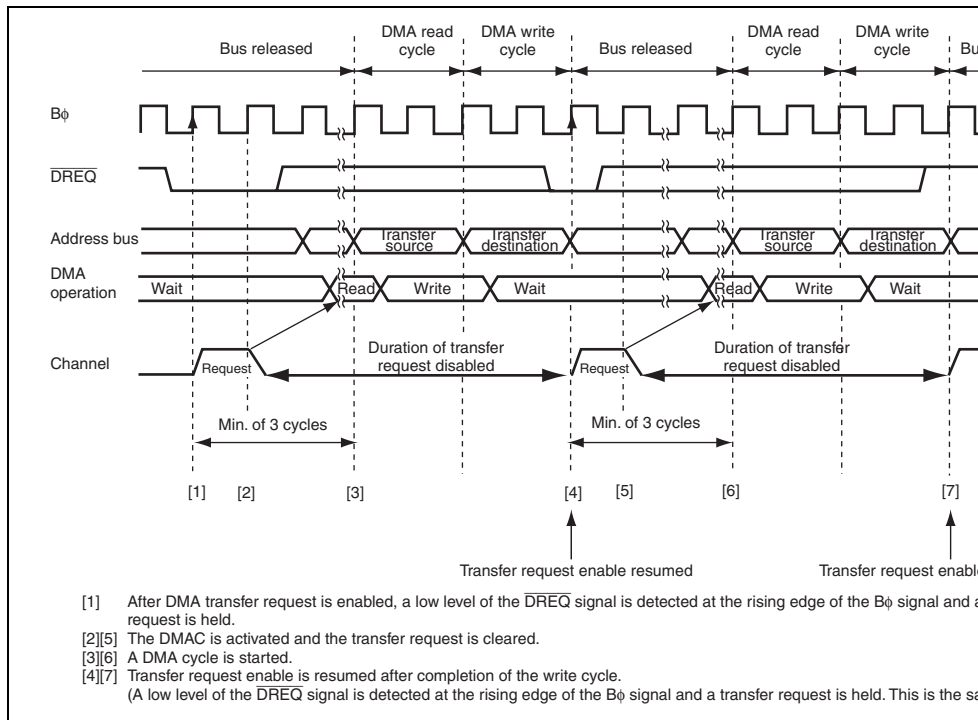 Bus released
DMA read cycle
DMA write cycle
Bus released
DMA read cycle
DMA write cycle
Bϕ
DREQ
Address bus
Transfer source
Transfer destination
Transfer source
Transfer destination
DMA operation
Wait
Read
Write
Wait
Read
Write
Wait
Channel
Request
Duration of transfer request disabled
Request
Duration of transfer request disabled
Min. of 3 cycles
Min. of 3 cycles
[1] [2] [3] [4] [5] [6] [7]
Transfer request enable resumed
Transfer request enable
[1] After DMA transfer request is enabled, a low level of the DREQ signal is detected at the rising edge of the Bϕ signal and a
request is held.
[2][5] The DMAC is activated and the transfer request is cleared.
[3][6] A DMA cycle is started.
[4][7] Transfer request enable is resumed after completion of the write cycle.
(A low level of the DREQ signal is detected at the rising edge of the Bϕ signal and a transfer request is held. This is the